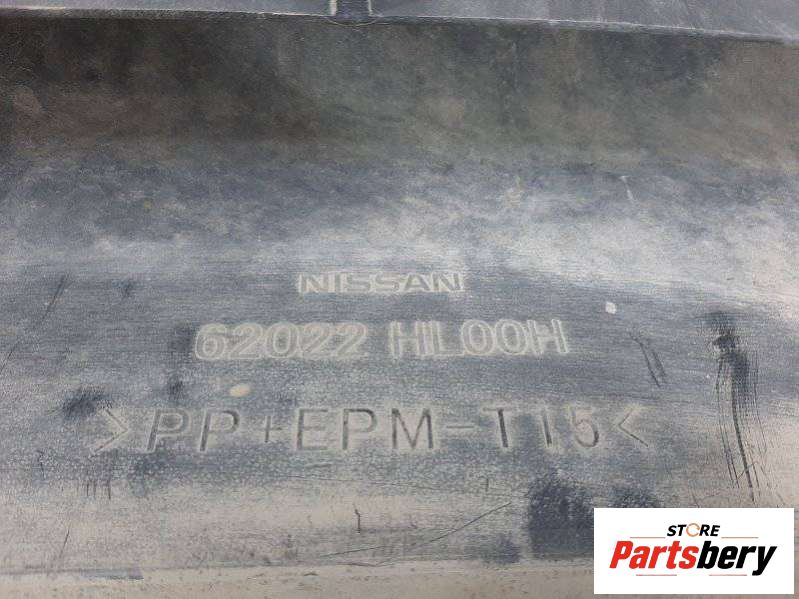 NISSAN
62022 HL00H
>PP+EPM-T15<
STORE
Partsbery